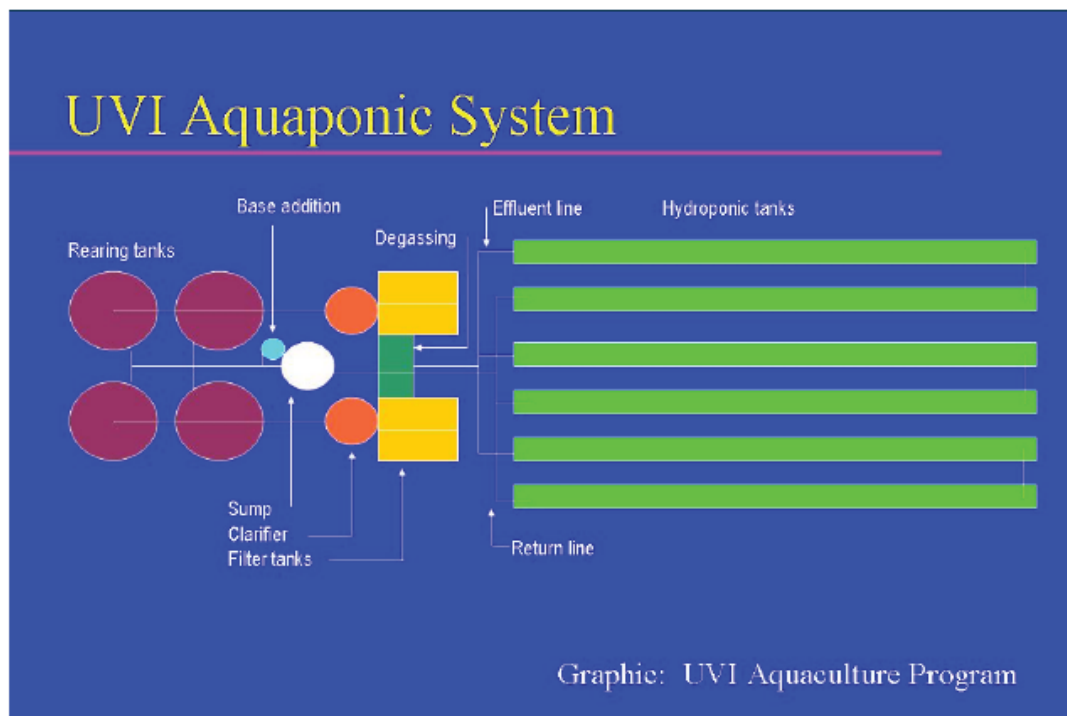 UVI Aquaponic System
Base addition
Effluent line
Hydroponic tanks
Degassing
Rearing tanks
Sump
Clarifier
Filter tanks
Return line
Graphic: UVI Aquaculture Program